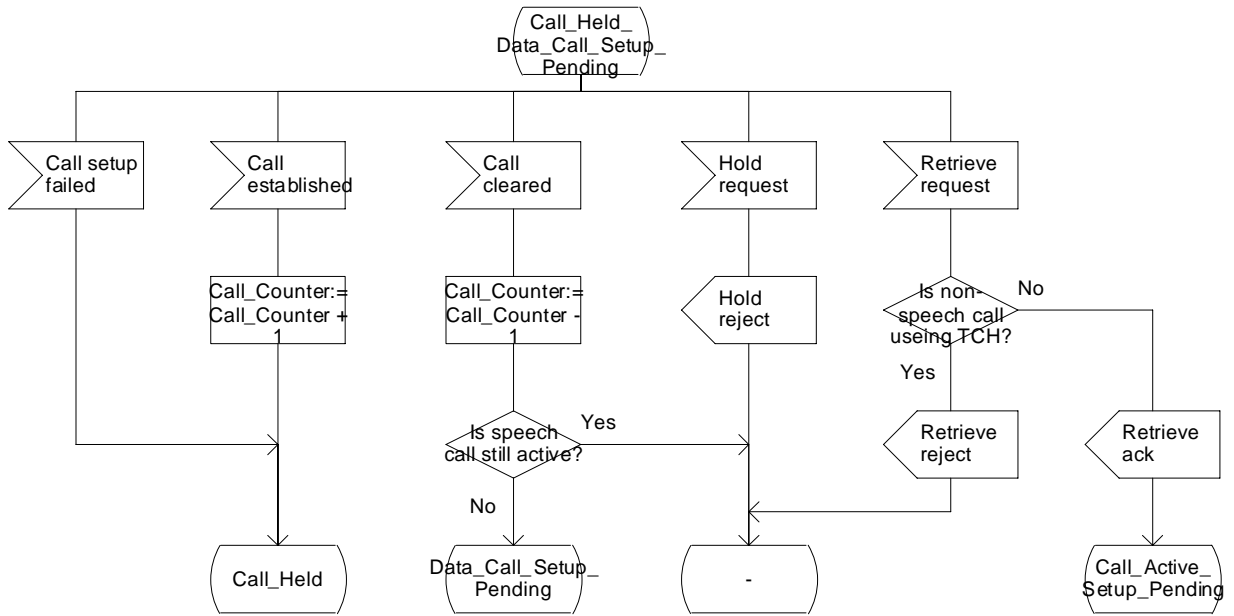 Call_Held_
Data_Call_Setup_
Pending
Call setup
failed
Call
established
Call
cleared
Hold
request
Retrieve
request
Call_Counter:=
Call_Counter +
1
Call_Counter:=
Call_Counter -
1
Hold
reject
Is non-
speech call
useing TCH?
No
Yes
Is speech
call still active?
Yes
No
Retrieve
reject
Retrieve
ack
Call_Held
Data_Call_Setup_
Pending
-
Call_Active_
Setup_Pending